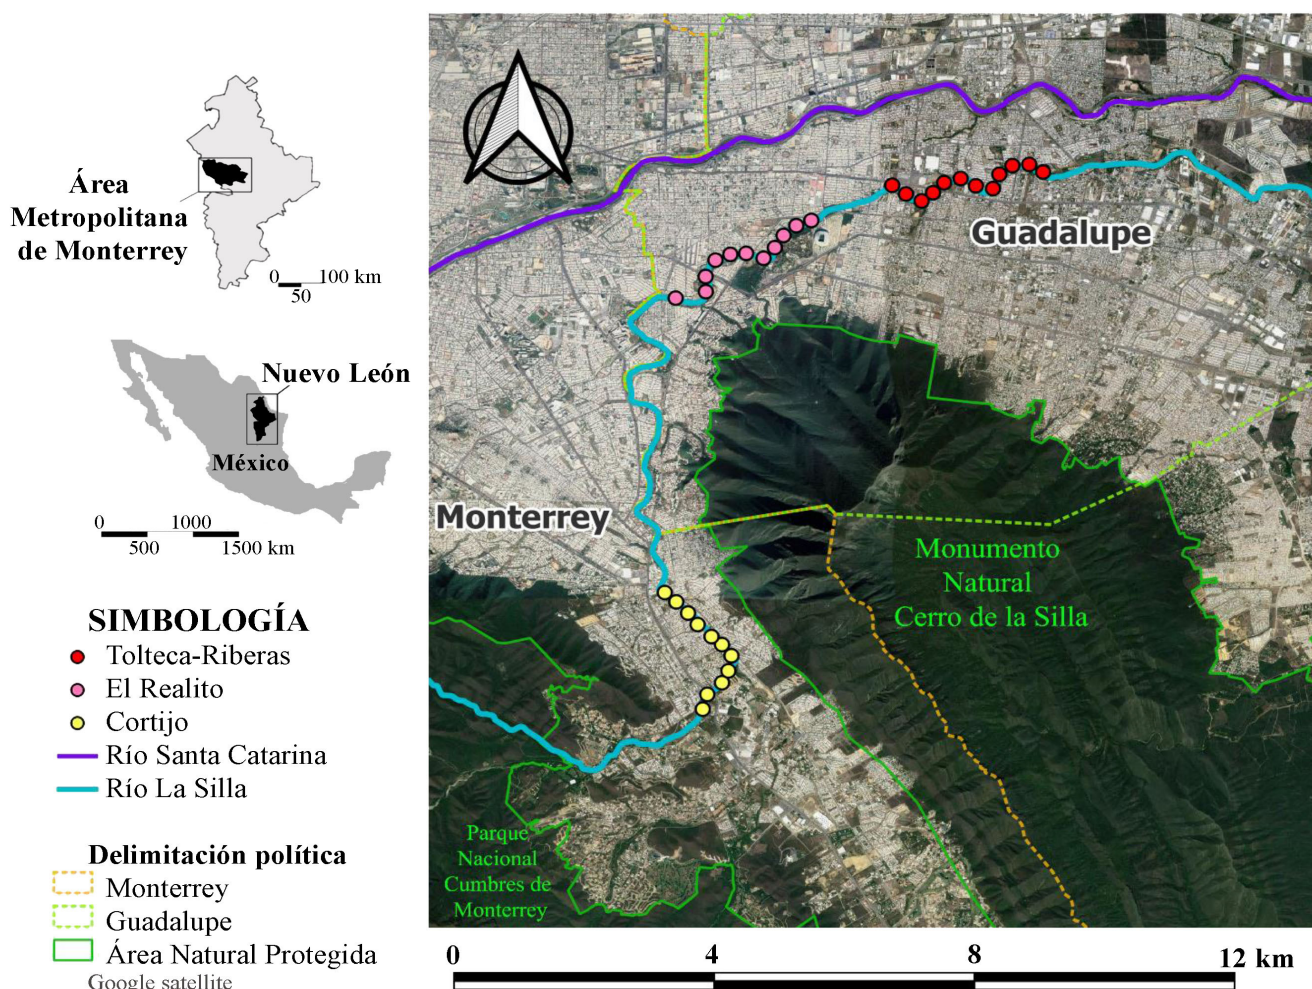 Área
Metropolitana
de Monterrey
0 100 km
50
Nuevo León
México
0 1000
500 1500 km
SIMBOLOGÍA
Tolteca-Riberas
El Realito
Cortijo
Río Santa Catarina
Río La Silla
Delimitación política
Monterrey
Guadalupe
Área Natural Protegida
Google satellite
Guadalupe
Monterrey
Monumento
Natural
Cerro de la Silla
Parque
Nacional
Cumbres de
Monterrey
0 4 8 12 km